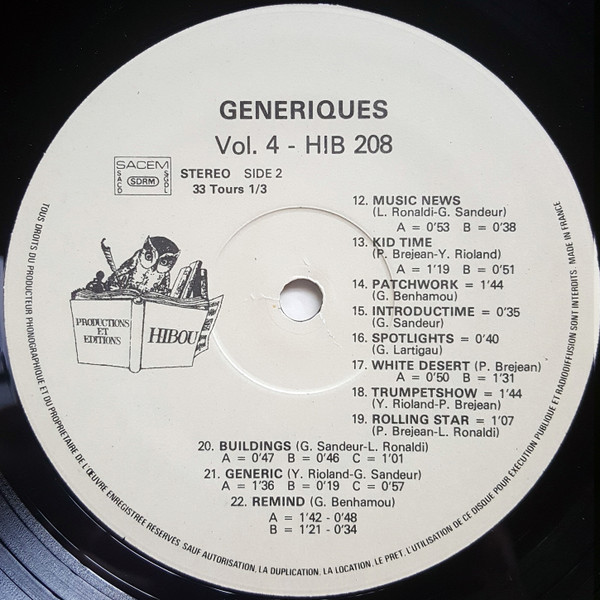 GENERIQUES
Vol. 4 - HIB 208
SACEM
SACD
SDRM
SGDL
STEREO SIDE 2
33 Tours 1/3
PRODUCTIONS
ET
EDITIONS
HIBOU
12. MUSIC NEWS
(L. Ronaldi-G. Sandeur)
A = 0'53 B = 0'38
13. KID TIME
(P. Brejean-Y. Rioland)
A = 1'19 B = 0'51
14. PATCHWORK = 1'44
(G. Benhamou)
15. INTRODUCTIME = 0'35
(G. Sandeur)
16. SPOTLIGHTS = 0'40
(G. Lartigau)
17. WHITE DESERT (P. Brejean)
A = 0'50 B = 1'31
18. TRUMPETSHOW = 1'44
(Y. Rioland-P. Brejean)
19. ROLLING STAR = 1'07
(P. Brejean-L. Ronaldi)
20. BUILDINGS (G. Sandeur-L. Ronaldi)
A = 0'47 B = 0'46 C = 1'01
21. GENERIC (Y. Rioland-G. Sandeur)
A = 1'36 B = 0'19 C = 0'57
22. REMIND (G. Benhamou)
A = 1'42 - 0'48
B = 1'21 - 0'34
TOUS DROITS DU PRODUCTEUR PHONOGRAPHIQUE ET DU PROPRIETAIRE DE L'ŒUVRE ENREGISTREE RESERVES. SAUF AUTORISATION, LA DUPLICATION, LA LOCATION, LE PRET, L'UTILISATION DE CE DISQUE POUR EXECUTION PUBLIQUE ET RADIODIFFUSION SONT INTERDITS. MADE IN FRANCE